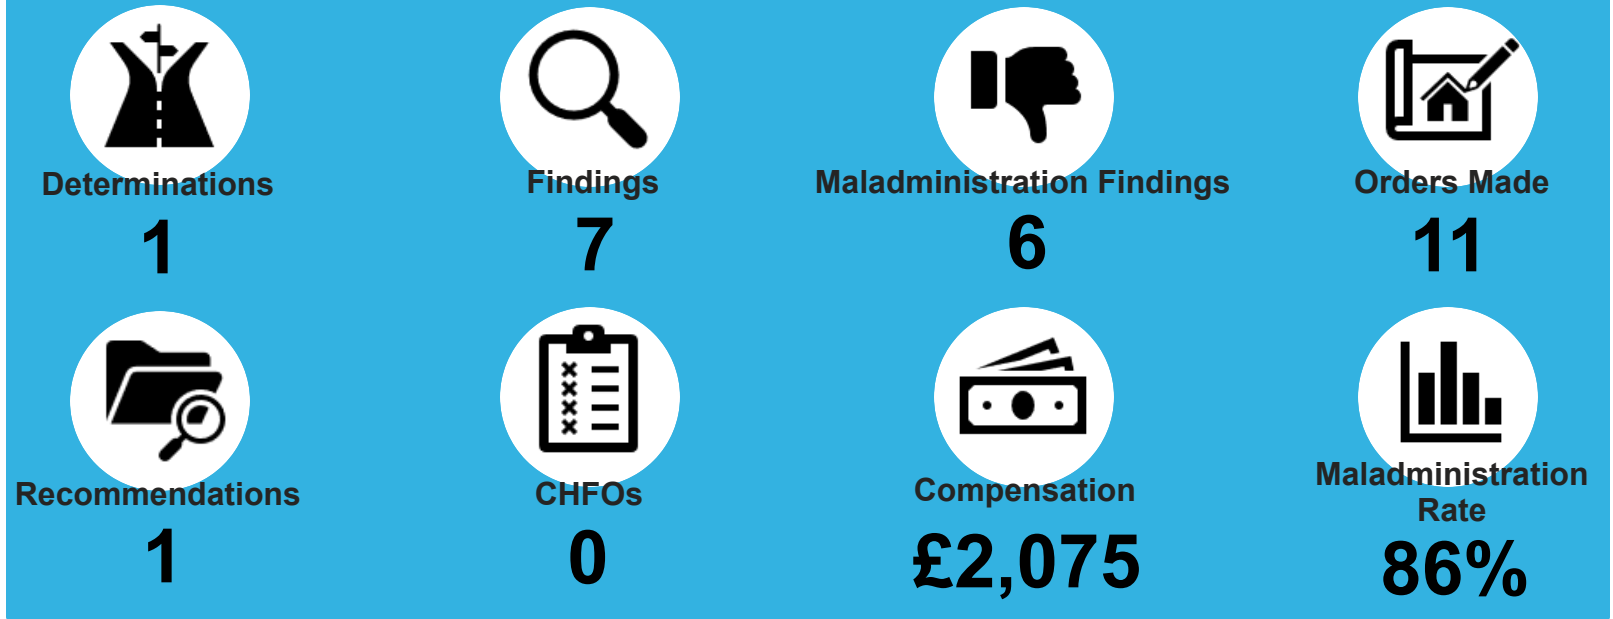 Determinations
1
Findings
7
Maladministration Findings
6
Orders Made
11
Recommendations
1
CHFOs
0
Compensation
£2,075
Maladministration
Rate
86%